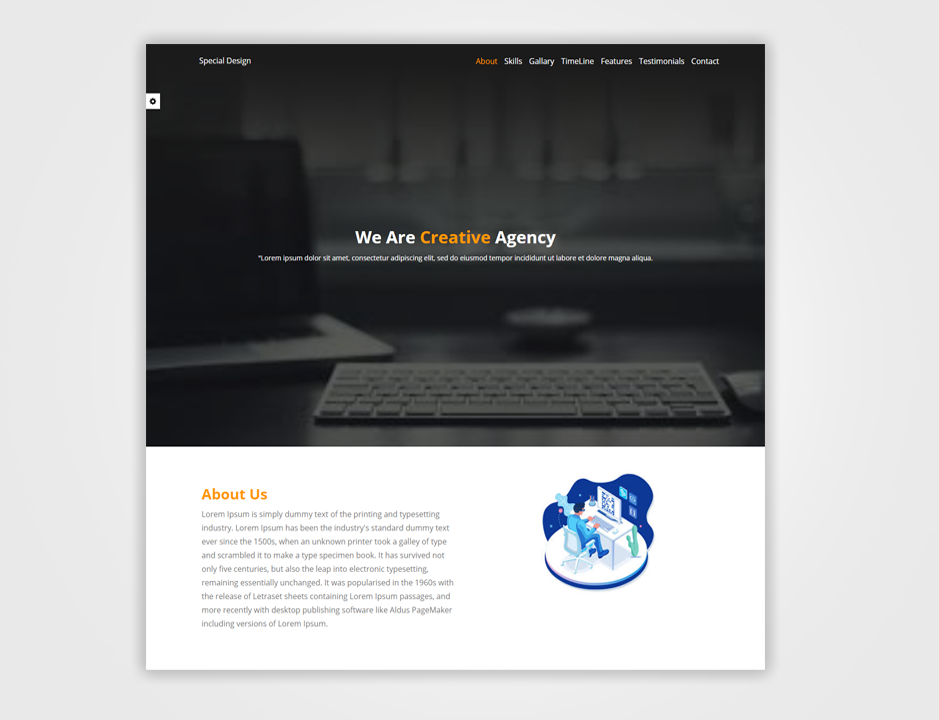 Special Design
About Skills Gallary TimeLine Features Testimonials Contact
We Are Creative Agency
"Lorem ipsum dolor sit amet, consectetur adipiscing elit, sed do eiusmod tempor incididunt ut labore et dolore magna aliqua.
About Us
Lorem Ipsum is simply dummy text of the printing and typesetting
industry. Lorem Ipsum has been the industry's standard dummy text
ever since the 1500s, when an unknown printer took a galley of type
and scrambled it to make a type specimen book. It has survived not
only five centuries, but also the leap into electronic typesetting,
remaining essentially unchanged. It was popularised in the 1960s with
the release of Letraset sheets containing Lorem Ipsum passages, and
more recently with desktop publishing software like Aldus PageMaker
including versions of Lorem Ipsum.